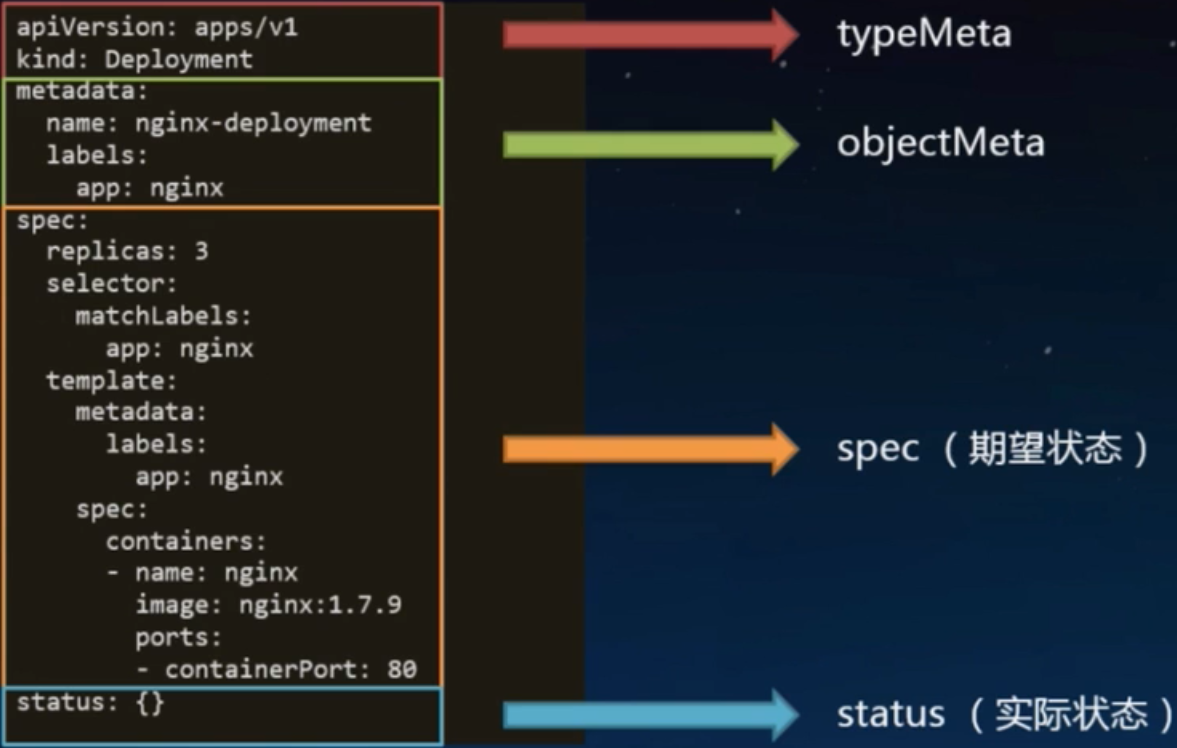 apiVersion: apps/v1
kind: Deployment
metadata:
  name: nginx-deployment
  labels:
    app: nginx
spec:
  replicas: 3
  selector:
    matchLabels:
      app: nginx
  template:
    metadata:
      labels:
        app: nginx
    spec:
      containers:
      - name: nginx
        image: nginx:1.7.9
        ports:
        - containerPort: 80
status: {}
typeMeta
objectMeta
spec （期望状态）
status （实际状态）